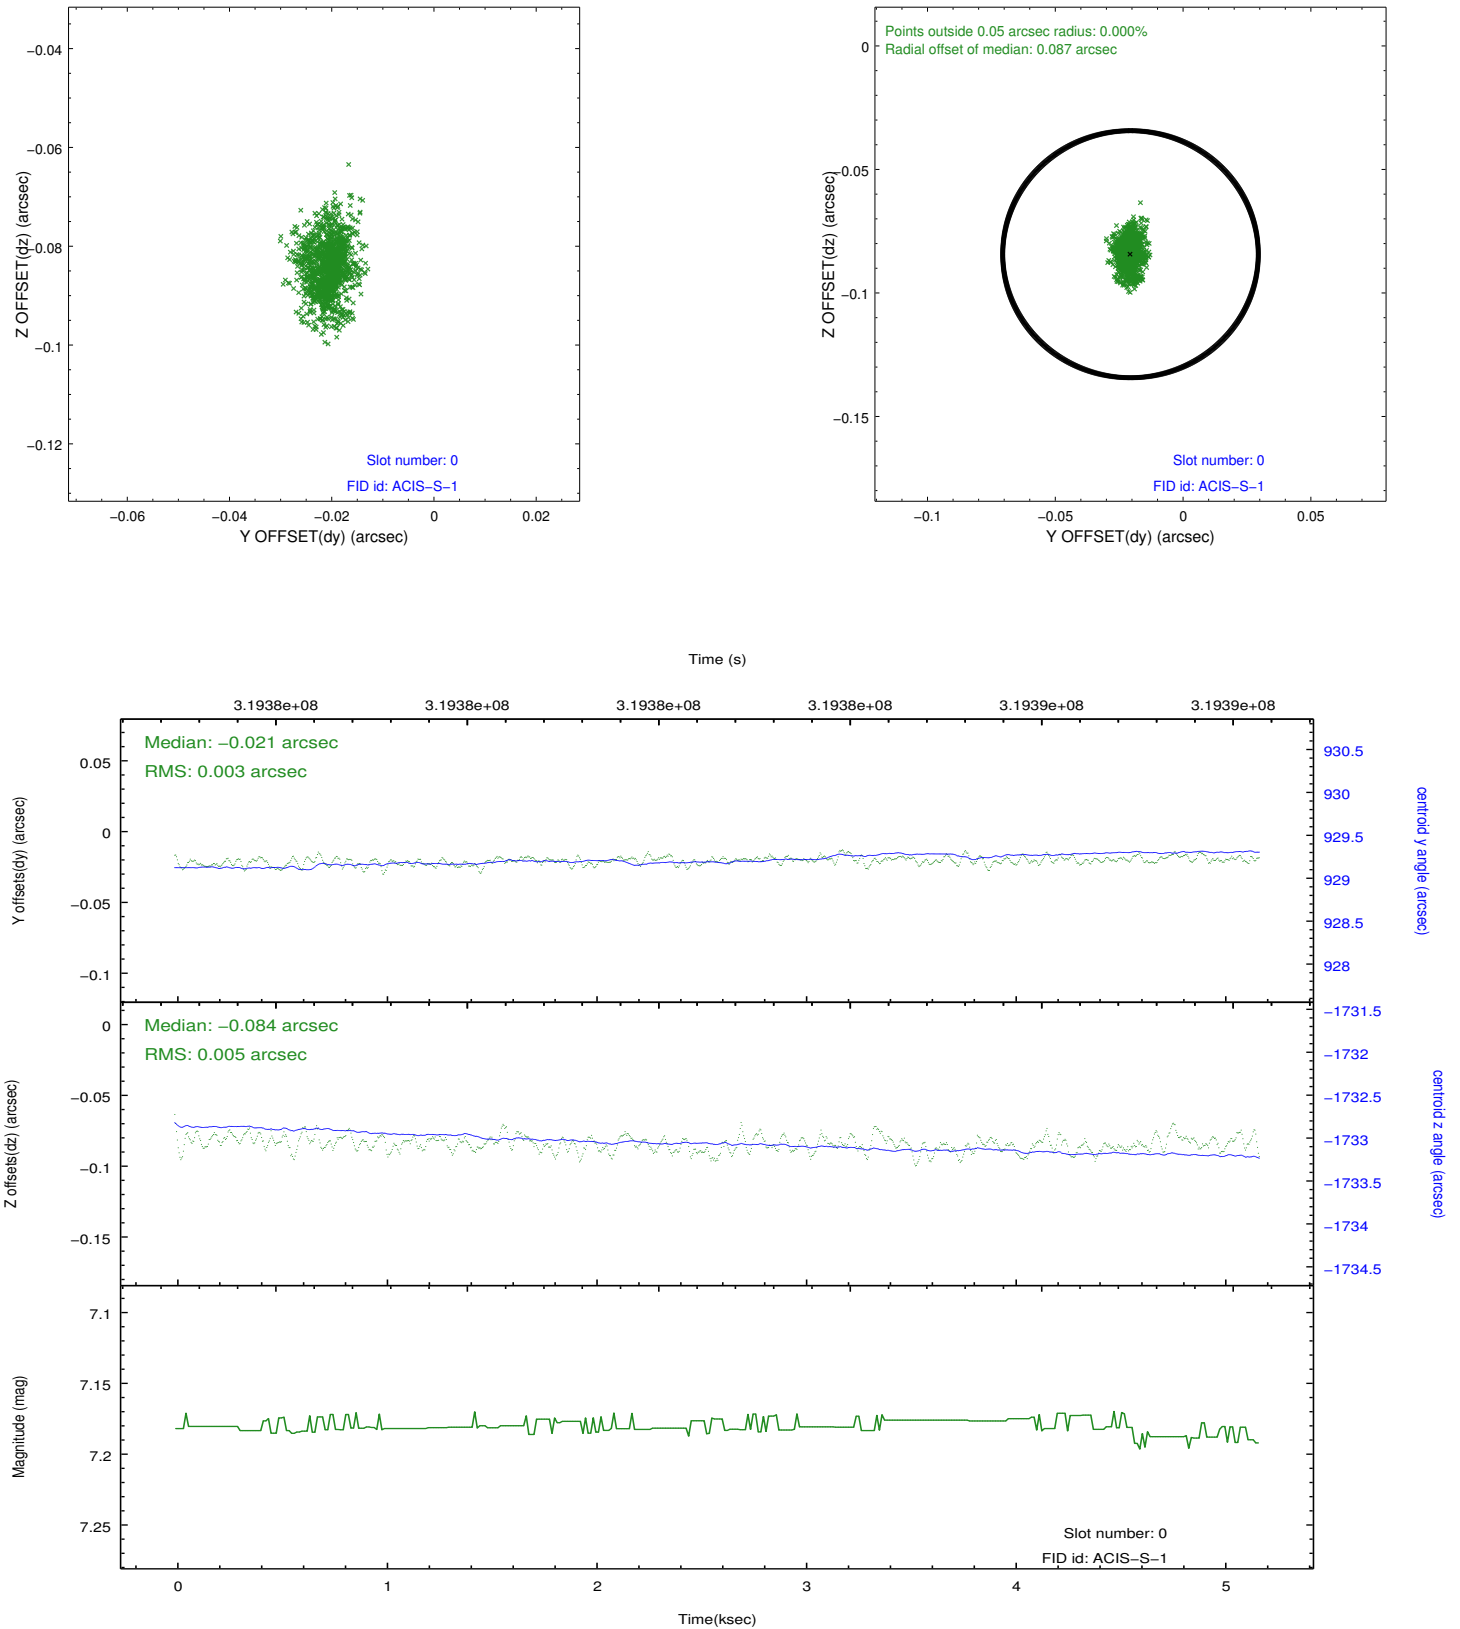 −0.04
−0.06
−0.08
−0.1
−0.12
Z OFFSET(dz) (arcsec)
Slot number: 0
FID id: ACIS−S−1
−0.06 −0.04 −0.02 0 0.02
Y OFFSET(dy) (arcsec)
Points outside 0.05 arcsec radius: 0.000%
Radial offset of median: 0.087 arcsec
0
−0.05
−0.1
−0.15
Z OFFSET(dz) (arcsec)
Slot number: 0
FID id: ACIS−S−1
−0.1 −0.05 0 0.05
Y OFFSET(dy) (arcsec)
Time (s)
3.1938e+08 3.1938e+08 3.1938e+08 3.1938e+08 3.1939e+08 3.1939e+08
Median: −0.021 arcsec
RMS: 0.003 arcsec
0.05
0
−0.05
−0.1
Y offsets(dy) (arcsec)
930.5
930
929.5
929
928.5
928
centroid y angle (arcsec)
Median: −0.084 arcsec
RMS: 0.005 arcsec
0
−0.05
−0.1
−0.15
Z offsets(dz) (arcsec)
−1731.5
−1732
−1732.5
−1733
−1733.5
−1734
−1734.5
centroid z angle (arcsec)
7.1
7.15
7.2
7.25
Magnitude (mag)
Slot number: 0
FID id: ACIS−S−1
0 1 2 3 4 5
Time(ksec)